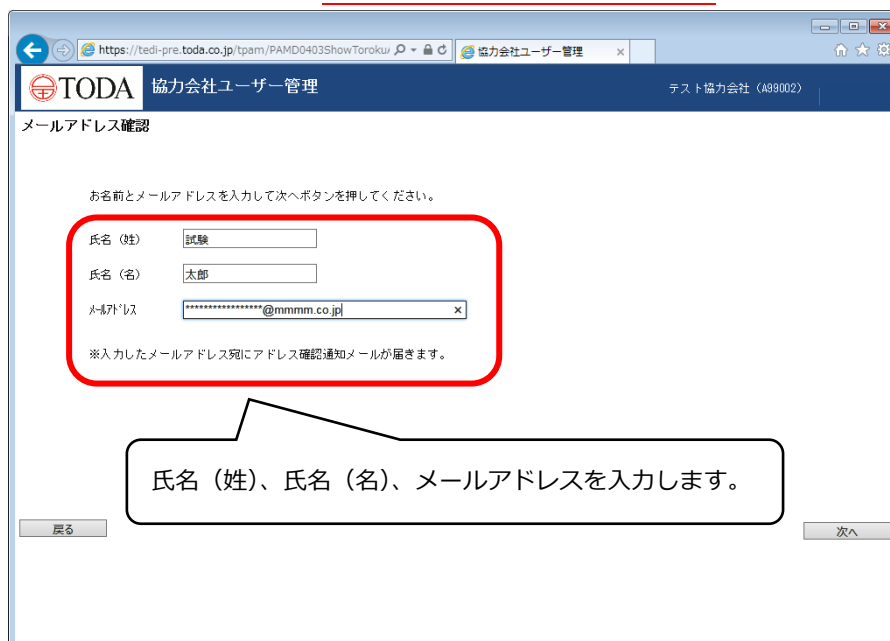 https://tedi-pre.toda.co.jp/tpam/PAMD0403ShowToroku/
協力会社ユーザー管理
TODA 協力会社ユーザー管理
テスト協力会社（A99002）
メールアドレス確認
お名前とメールアドレスを入力して次へボタンを押してください。
氏名（姓） 試験
氏名（名） 太郎
ﾒｰﾙｱﾄﾞﾚｽ *****************@mmmm.co.jp
※入力したメールアドレス宛にアドレス確認通知メールが届きます。
氏名（姓）、氏名（名）、メールアドレスを入力します。
戻る
次へ